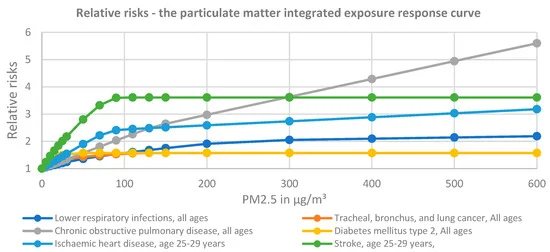 Relative risks - the particulate matter integrated exposure response curve
6
5
4
3
2
1
Relative risks
0 100 200 300 400 500 600
PM2.5 in µg/m³
Lower respiratory infections, all ages
Tracheal, bronchus, and lung cancer, All ages
Chronic obstructive pulmonary disease, all ages
Diabetes mellitus type 2, All ages
Ischaemic heart disease, age 25-29 years
Stroke, age 25-29 years,